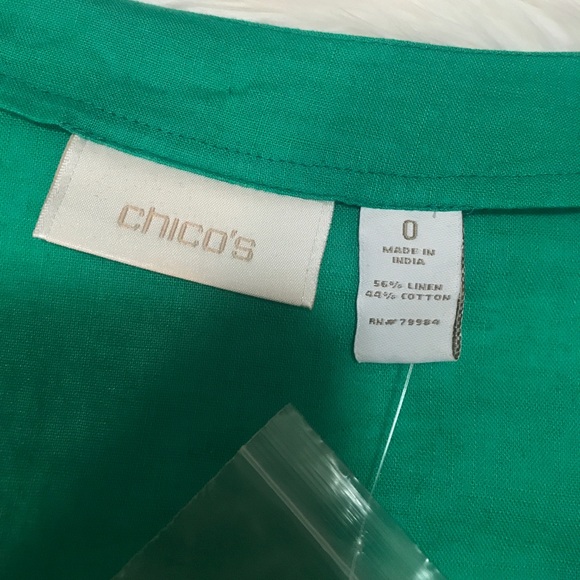 chico's
0
MADE IN
INDIA
56% LINEN
44% COTTON
RN# 79984